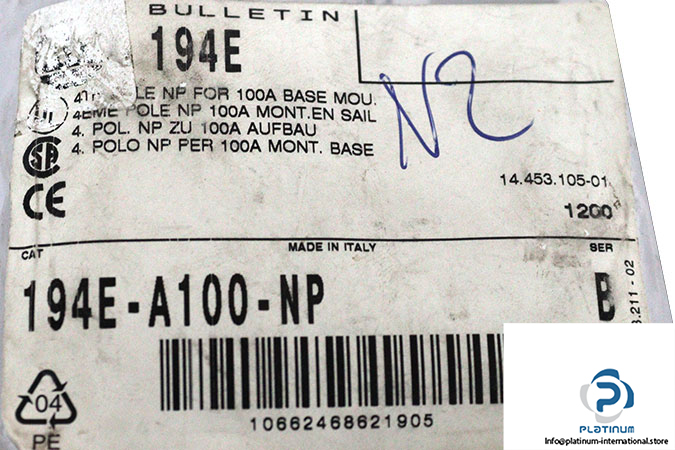 BULLETIN
194E
NP FOR 100A BASE MOU.
4EME POLE NP 100A MONT.EN SAIL
4. POL. NP ZU 100A AUFBAU
4. POLO NP PER 100A MONT. BASE
N2
14.453.105-01
1200
CAT
MADE IN ITALY
SER
194E-A100-NP
B
.211 - 02
10662468621905
04
PE
PLATINUM
Info@platinum-international.store